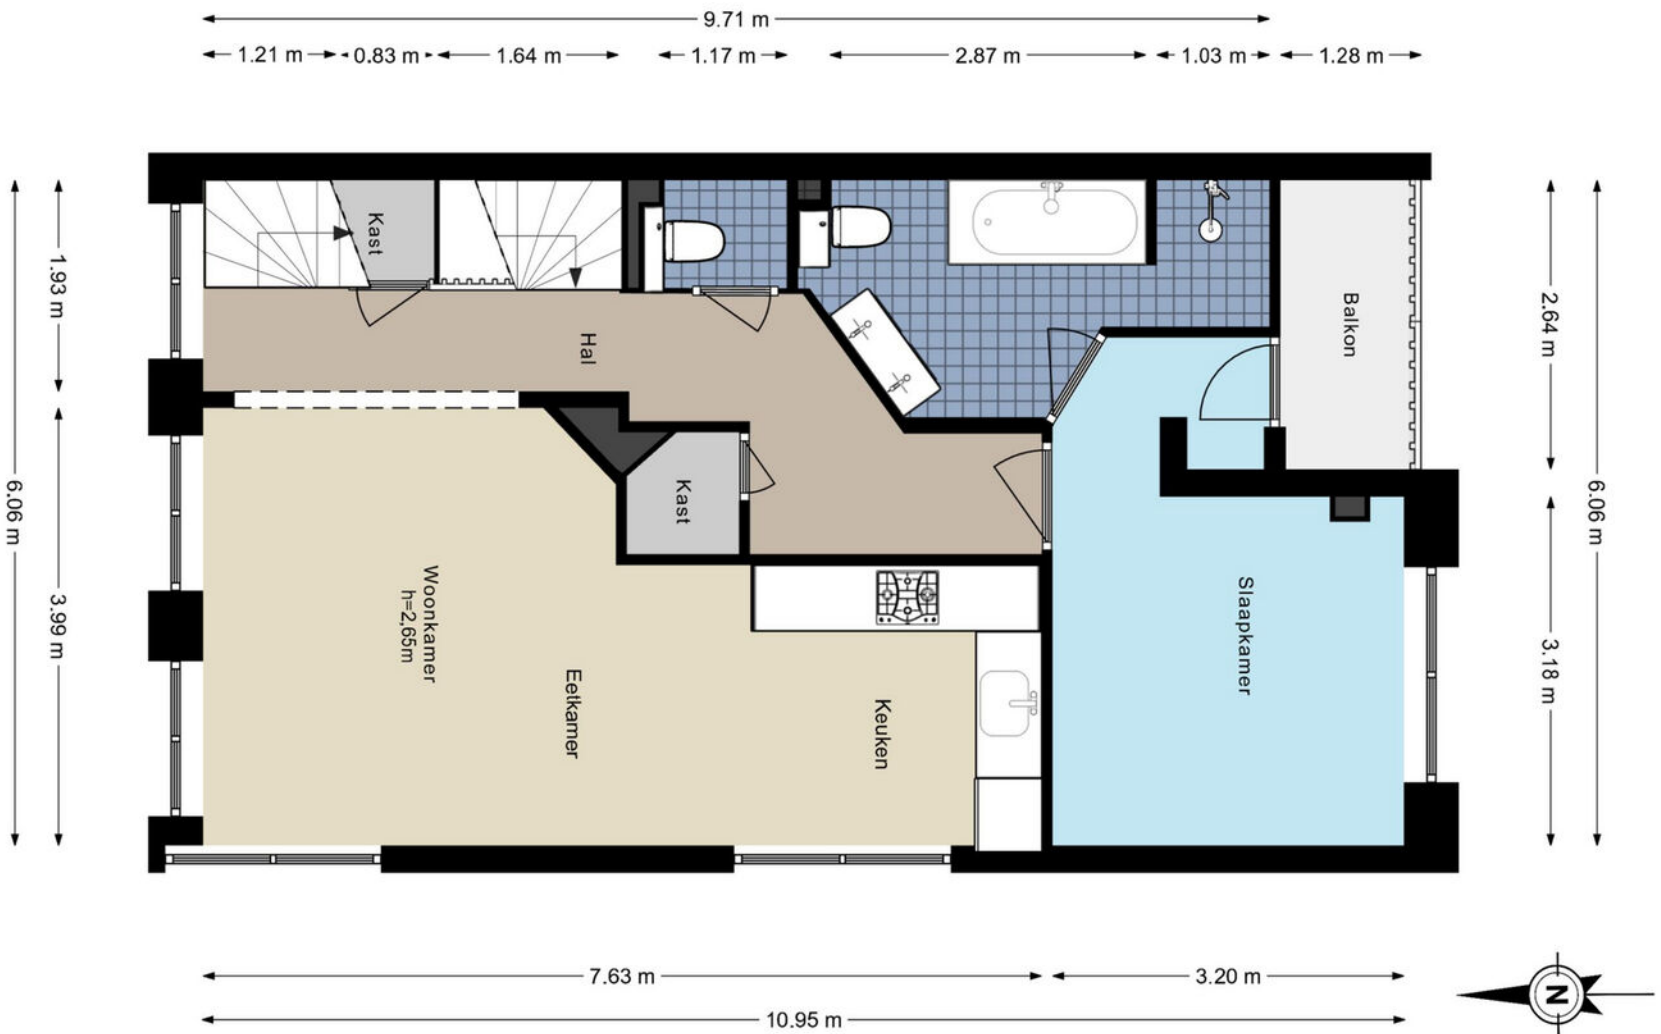 9.71 m
1.21 m
0.83 m
1.64 m
1.17 m
2.87 m
1.03 m
1.28 m
6.06 m
1.93 m
3.99 m
Kast
Hal
Balkon
Kast
Woonkamer
h=2,65m
Eetkamer
Keuken
Slaapkamer
2.64 m
3.18 m
6.06 m
7.63 m
3.20 m
10.95 m
N